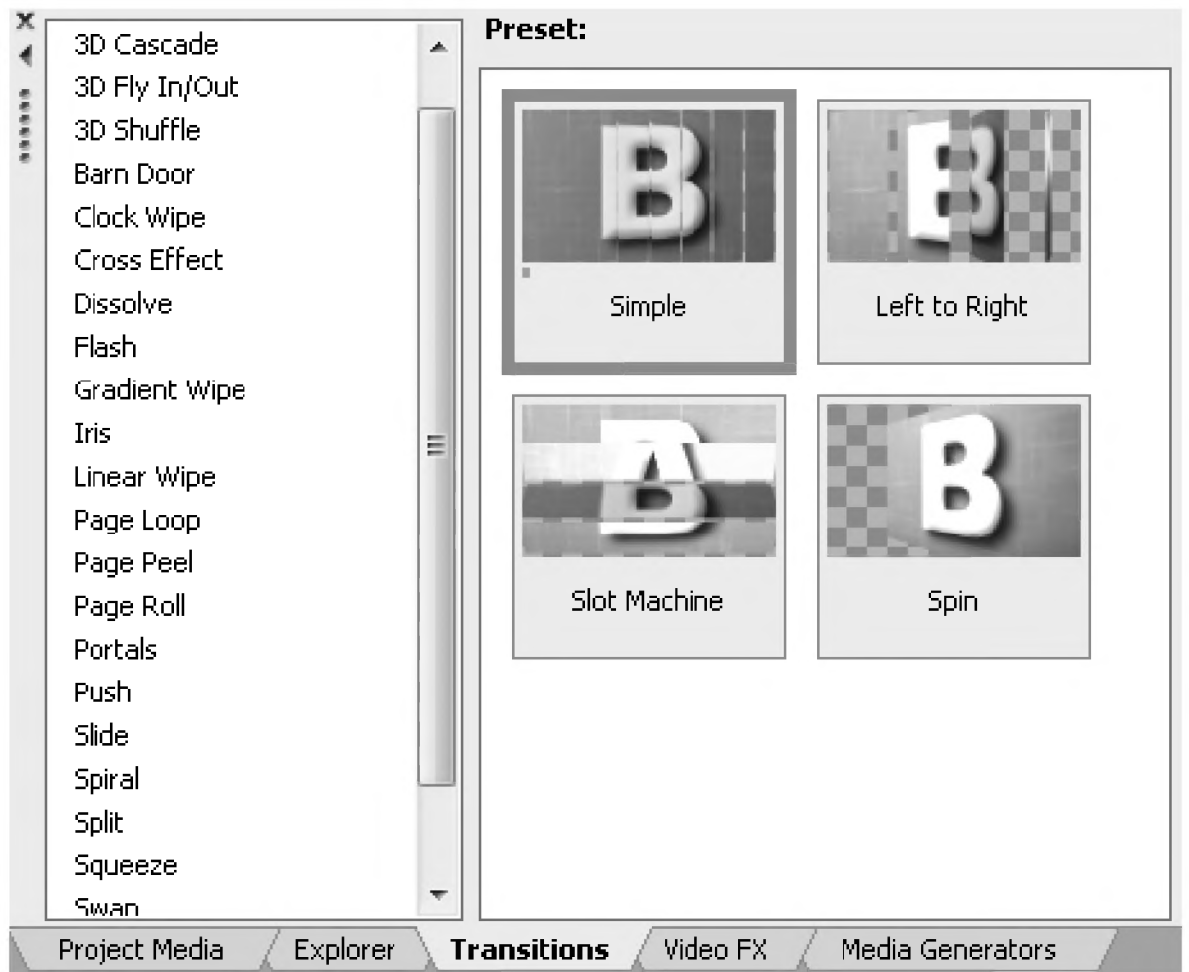 3D Cascade
3D Fly In/Out
3D Shuffle
Barn Door
Clock Wipe
Cross Effect
Dissolve
Flash
Gradient Wipe
Iris
Linear Wipe
Page Loop
Page Peel
Page Roll
Portals
Push
Slide
Spiral
Split
Squeeze
Preset:
B
Simple
B
Left to Right
Slot Machine
B
Spin
Project Media
Explorer
Transitions
Video FX
Media Generators